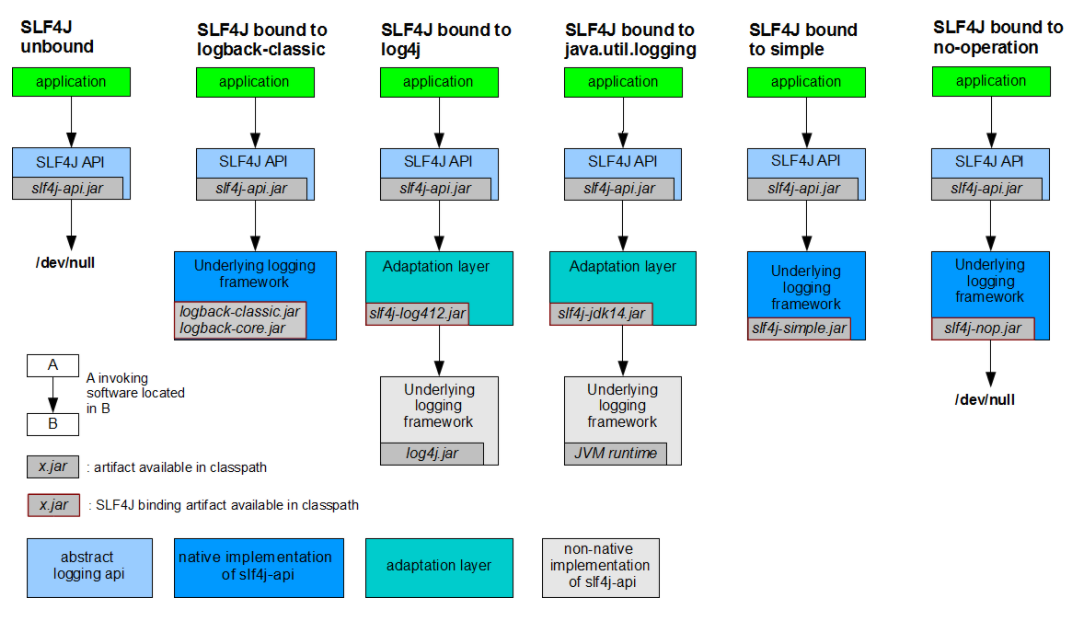 SLF4J
unbound
application
SLF4J API
slf4j-api.jar
/dev/null
SLF4J bound to
logback-classic
application
SLF4J API
slf4j-api.jar
Underlying logging
framework
logback-classic.jar
logback-core.jar
SLF4J bound to
log4j
application
SLF4J API
slf4j-api.jar
Adaptation layer
slf4j-log412.jar
Underlying
logging
framework
log4j.jar
SLF4J bound to
java.util.logging
application
SLF4J API
slf4j-api.jar
Adaptation layer
slf4j-jdk14.jar
Underlying
logging
framework
JVM runtime
SLF4J bound
to simple
application
SLF4J API
slf4j-api.jar
Underlying
logging
framework
slf4j-simple.jar
SLF4J bound to
no-operation
application
SLF4J API
slf4j-api.jar
Underlying
logging
framework
slf4j-nop.jar
/dev/null
A
B
A invoking
software located
in B
x.jar
: artifact available in classpath
x.jar
: SLF4J binding artifact available in classpath
abstract
logging api
native implementation
of slf4j-api
adaptation layer
non-native
implementation
of slf4j-api